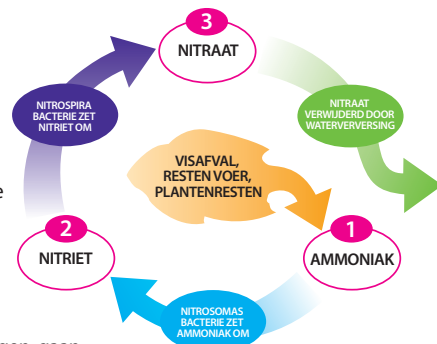 3
NITRAAT
NITROSPIRA
BACTERIE ZET
NITRIET OM
NITRAAT
VERWIJDERD DOOR
WATERVERVERSING
VISAFVAL,
RESTEN VOER,
PLANTENRESTEN
e
2
NITRIET
1
AMMONIAK
NITROSOMAS
BACTERIE ZET
AMMONIAK OM